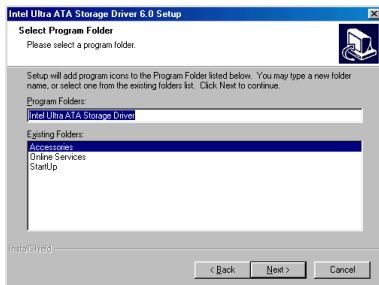 Intel Ultra ATA Storage Driver 6.0 Setup
Select Program Folder
Please select a program folder.
Setup will add program icons to the Program Folder listed below. You may type a new folder
name, or select one from the existing folders list. Click Next to continue.
Program Folders:
Intel Ultra ATA Storage Driver
Existing Folders:
Accessories
Online Services
StartUp
InstallShield
< Back
Next >
Cancel